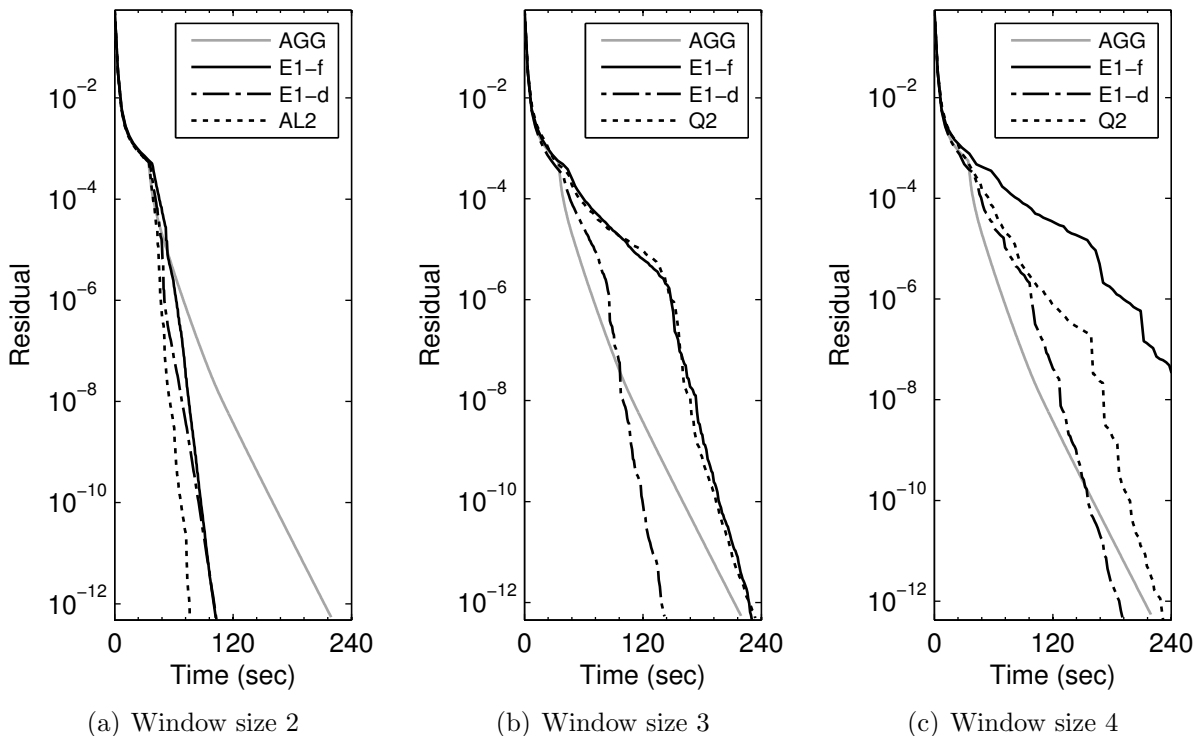 AGG
E1-f
E1-d
AL2
10^-2
10^-4
10^-6
10^-8
10^-10
10^-12
Residual
0 120 240
Time (sec)
(a) Window size 2
AGG
E1-f
E1-d
Q2
10^-2
10^-4
10^-6
10^-8
10^-10
10^-12
Residual
0 120 240
Time (sec)
(b) Window size 3
AGG
E1-f
E1-d
Q2
10^-2
10^-4
10^-6
10^-8
10^-10
10^-12
Residual
0 120 240
Time (sec)
(c) Window size 4